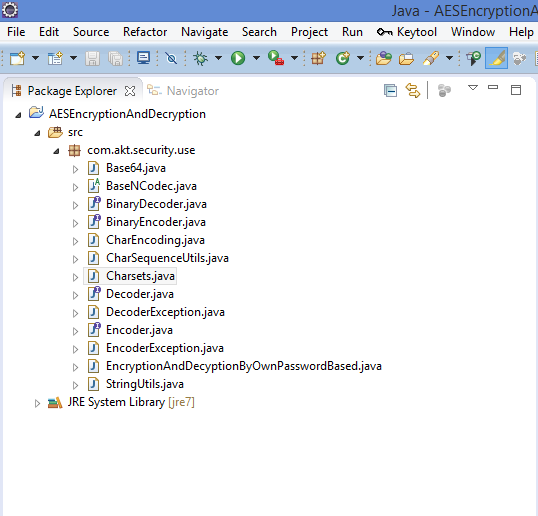 Java - AESEncryptionA
File Edit Source Refactor Navigate Search Project Run Keytool Window Help
Package Explorer Navigator
AESEncryptionAndDecryption
src
com.akt.security.use
Base64.java
BaseNCodec.java
BinaryDecoder.java
BinaryEncoder.java
CharEncoding.java
CharSequenceUtils.java
Charsets.java
Decoder.java
DecoderException.java
Encoder.java
EncoderException.java
EncryptionAndDecyptionByOwnPasswordBased.java
StringUtils.java
JRE System Library [jre7]